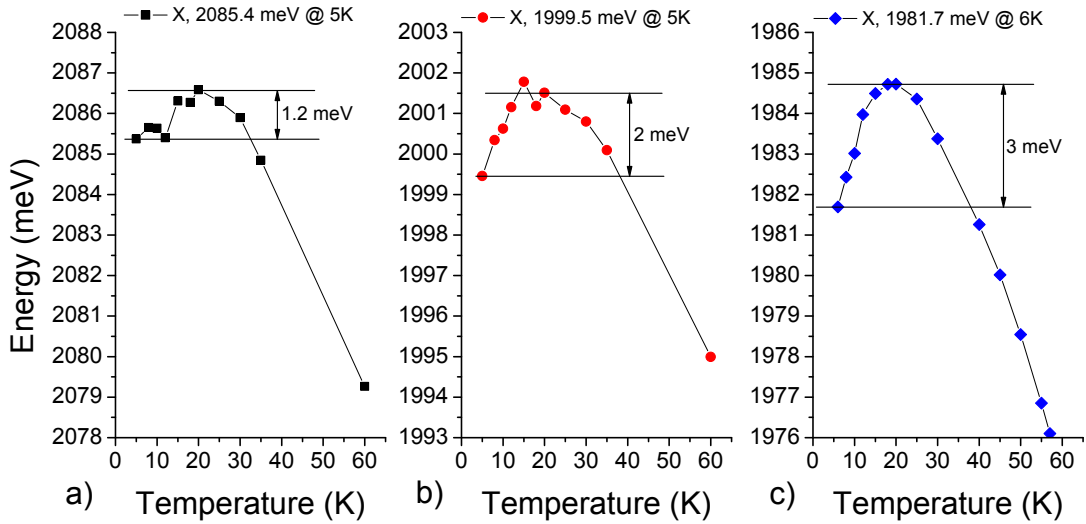 X, 2085.4 meV @ 5K
2088
2087
2086
2085
2084
2083
2082
2081
2080
2079
2078
1.2 meV
0 10 20 30 40 50 60
Energy (meV)
Temperature (K)
a)
X, 1999.5 meV @ 5K
2003
2002
2001
2000
1999
1998
1997
1996
1995
1994
1993
2 meV
0 10 20 30 40 50 60
Temperature (K)
b)
X, 1981.7 meV @ 6K
1986
1985
1984
1983
1982
1981
1980
1979
1978
1977
1976
3 meV
0 10 20 30 40 50 60
Temperature (K)
c)